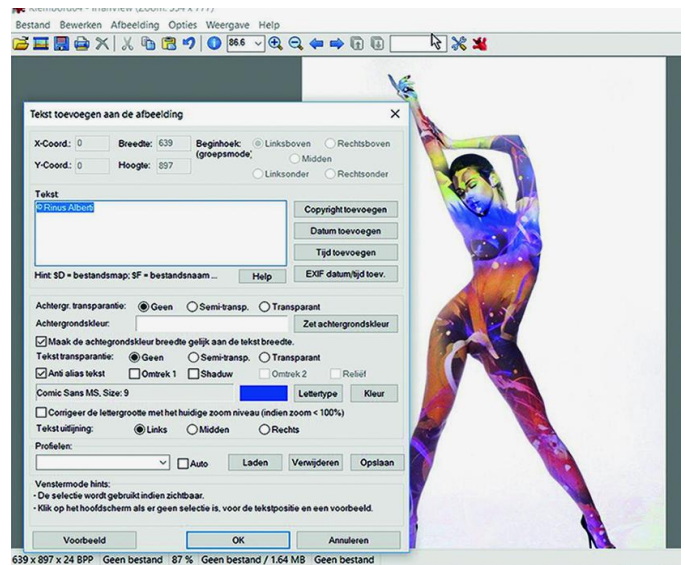 Bestand Bewerken Afbeelding Opties Weergave Help
86.6
Tekst toevoegen aan de afbeelding
X-Coord.: 0 Breedte: 639 Beginhoek: Linksboven Rechtsboven
(groepsmode) Midden
Y-Coord.: 0 Hoogte: 897 Linksonder Rechtsonder
Tekst
© Rinus Alberti
Copyright toevoegen
Datum toevoegen
Tijd toevoegen
Hint: $D = bestandsmap; $F = bestandsnaam ... Help EXIF datum/tijd toev.
Achtergr. transparantie: Geen Semi-transp. Transparant
Achtergrondskleur: Zet achtergrondskleur
Maak de achtegrondskleur breedte gelijk aan de tekst breedte.
Tekst transparantie: Geen Semi-transp. Transparant
Anti alias tekst Omtrek 1 Shaduw Omtrek 2 Reliëf
Comic Sans MS, Size: 9 Lettertype Kleur
Corrigeer de lettergrootte met het huidige zoom niveau (indien zoom < 100%)
Tekst uitlijning: Links Midden Rechts
Profielen:
Auto Laden Verwijderen Opslaan
Venstermode hints:
- De selectie wordt gebruikt indien zichtbaar.
- Klik op het hoofdscherm als er geen selectie is, voor de tekstpositie en een voorbeeld.
Voorbeeld OK Annuleren
639 x 897 x 24 BPP Geen bestand 87 % Geen bestand / 1.64 MB Geen bestand